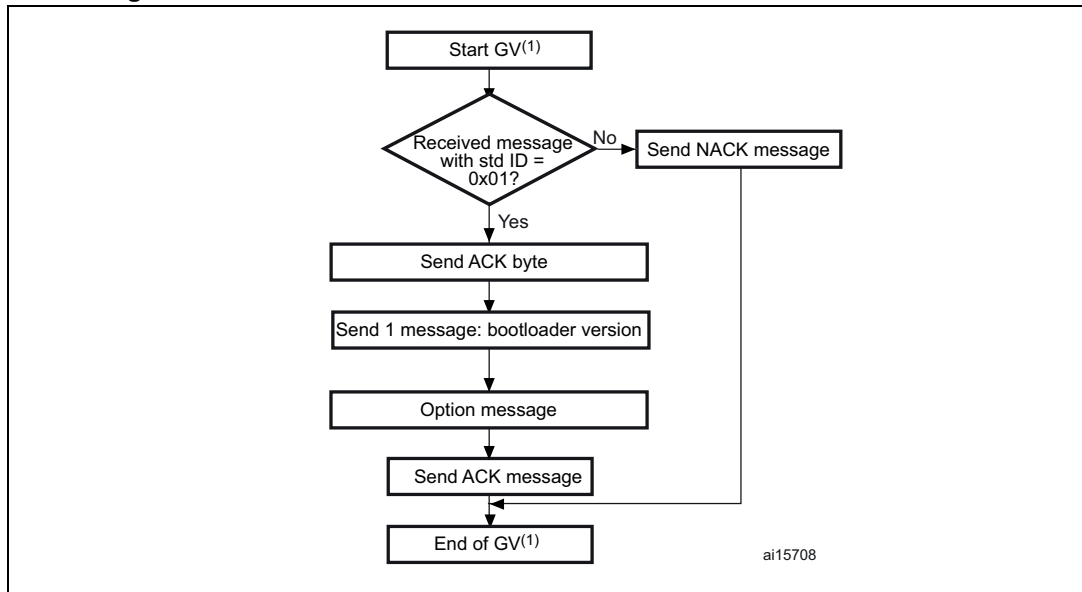 Start GV(1)
Received message
with std ID =
0x01?
No
Send NACK message
Yes
Send ACK byte
Send 1 message: bootloader version
Option message
Send ACK message
End of GV(1)
ai15708